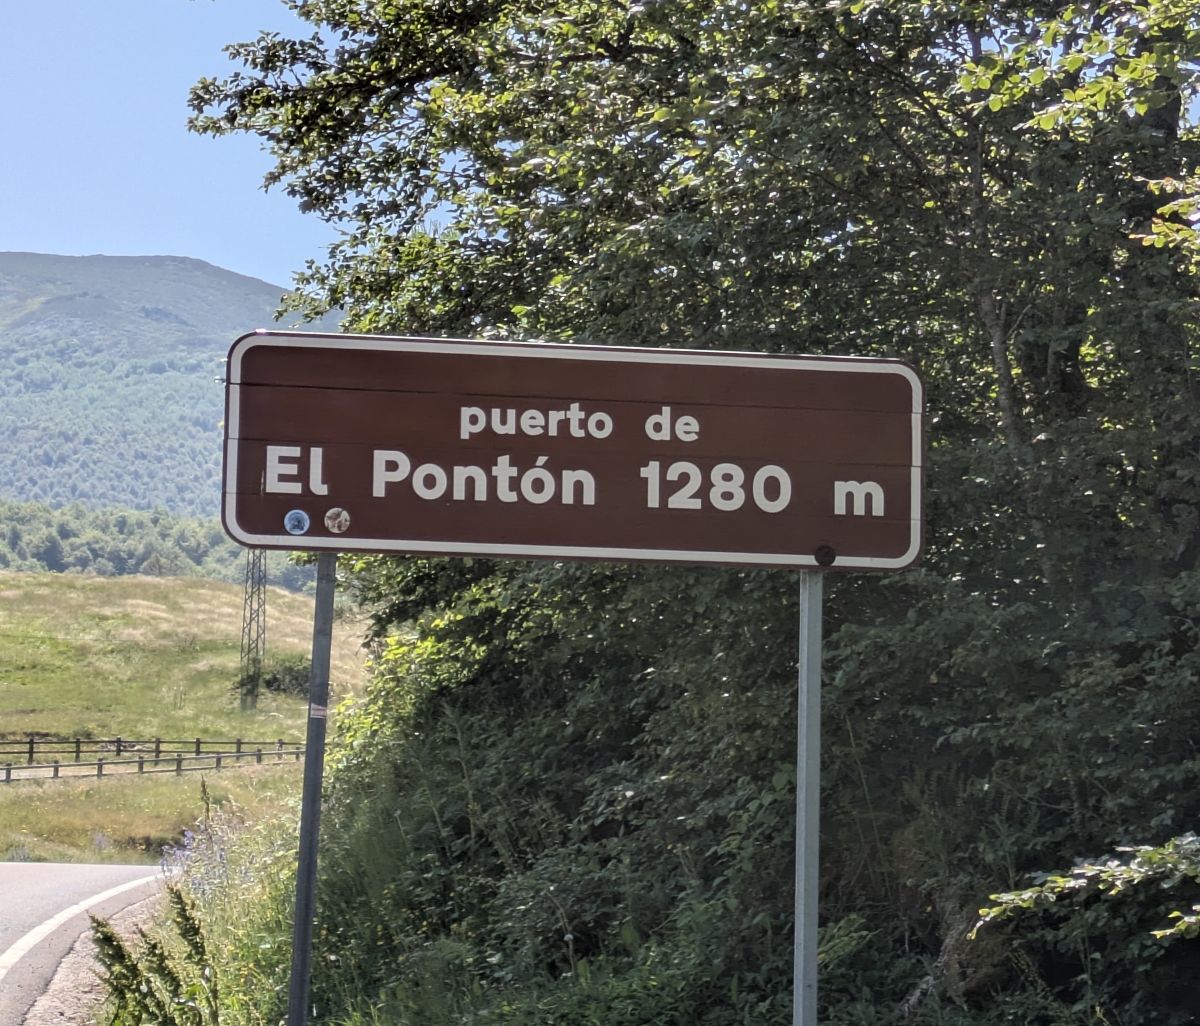 puerto de
El Pontón 1280 m